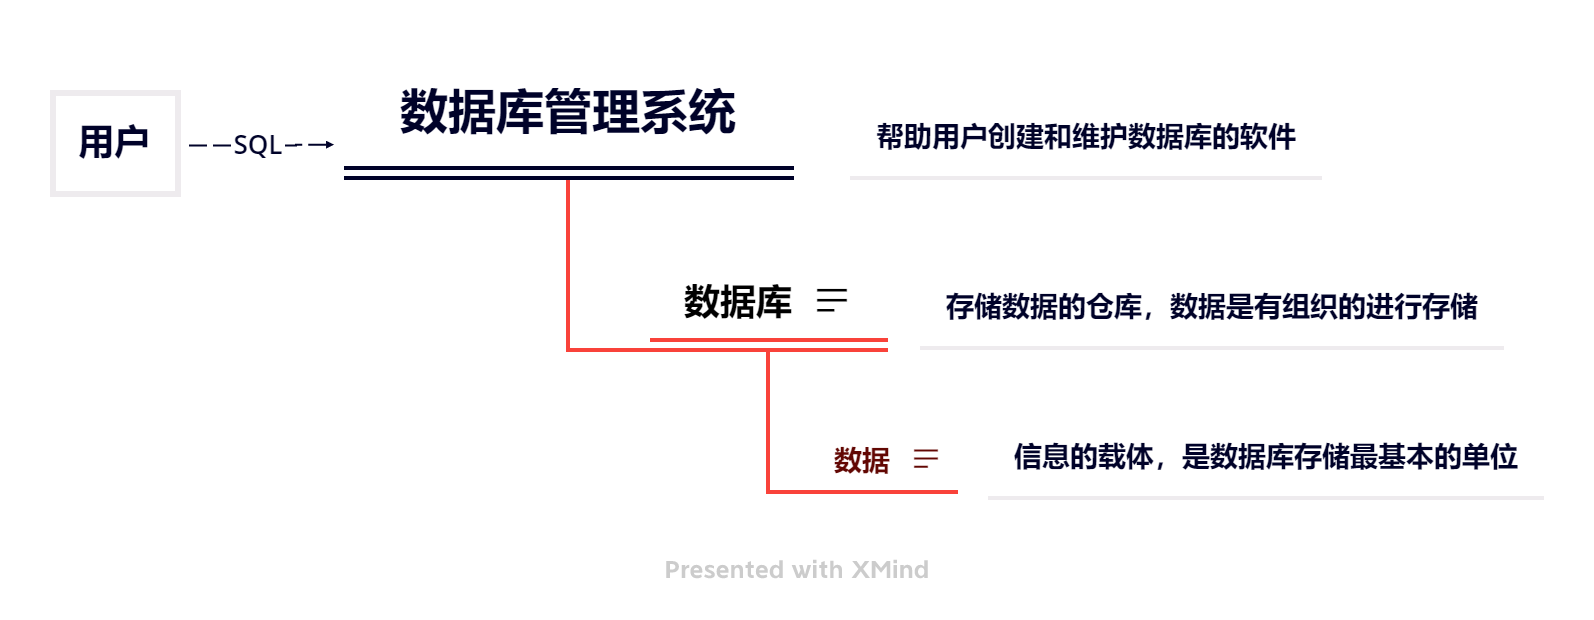 用户
SQL
数据库管理系统
帮助用户创建和维护数据库的软件
数据库
存储数据的仓库，数据是有组织的进行存储
数据
信息的载体，是数据库存储最基本的单位
Presented with XMind